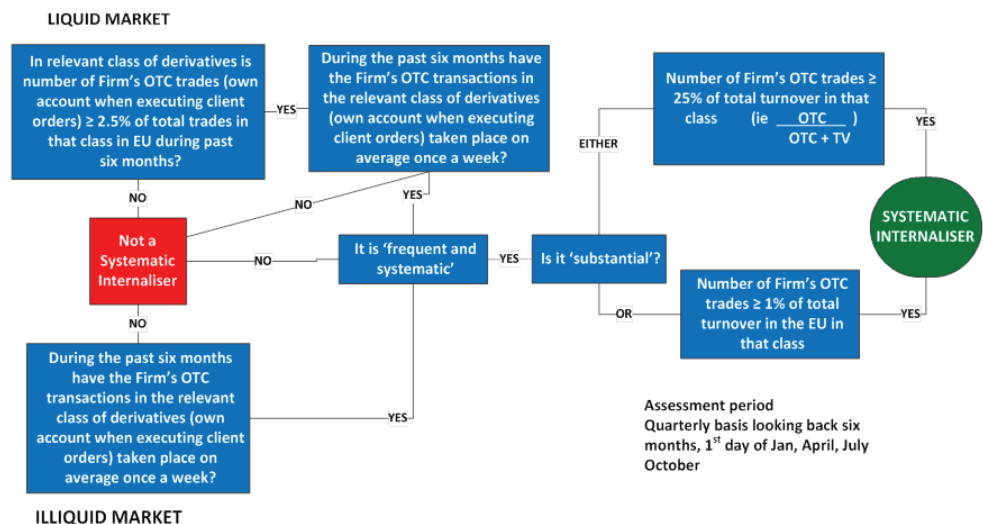 LIQUID MARKET
In relevant class of derivatives is
number of Firm's OTC trades (own
account when executing client
orders) ≥ 2.5% of total trades in
that class in EU during past
six months?
YES
During the past six months have
the Firm's OTC transactions in
the relevant class of derivatives
(own account when executing
client orders) taken place on
average once a week?
Number of Firm's OTC trades ≥
25% of total turnover in that
class (ie OTC )
OTC + TV
YES
EITHER
NO
NO
YES
Not a
Systematic
Internaliser
NO
It is 'frequent and
systematic'
YES
Is it 'substantial'?
SYSTEMATIC
INTERNALISER
OR
Number of Firm's OTC
trades ≥ 1% of total
turnover in the EU in
that class
YES
NO
During the past six months
have the Firm's OTC
transactions in the relevant
class of derivatives (own
account when executing client
orders) taken place on
average once a week?
YES
Assessment period
Quarterly basis looking back six
months, 1st day of Jan, April, July
October
ILLIQUID MARKET